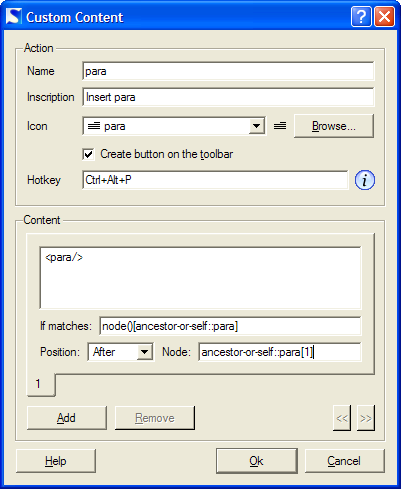 Custom Content
Action
Name para
Inscription Insert para
Icon para Browse...
Create button on the toolbar
Hotkey Ctrl+Alt+P
Content
<para/>
If matches: node()[ancestor-or-self::para]
Position: After Node: ancestor-or-self::para[1]
1
Add Remove << >>
Help Ok Cancel